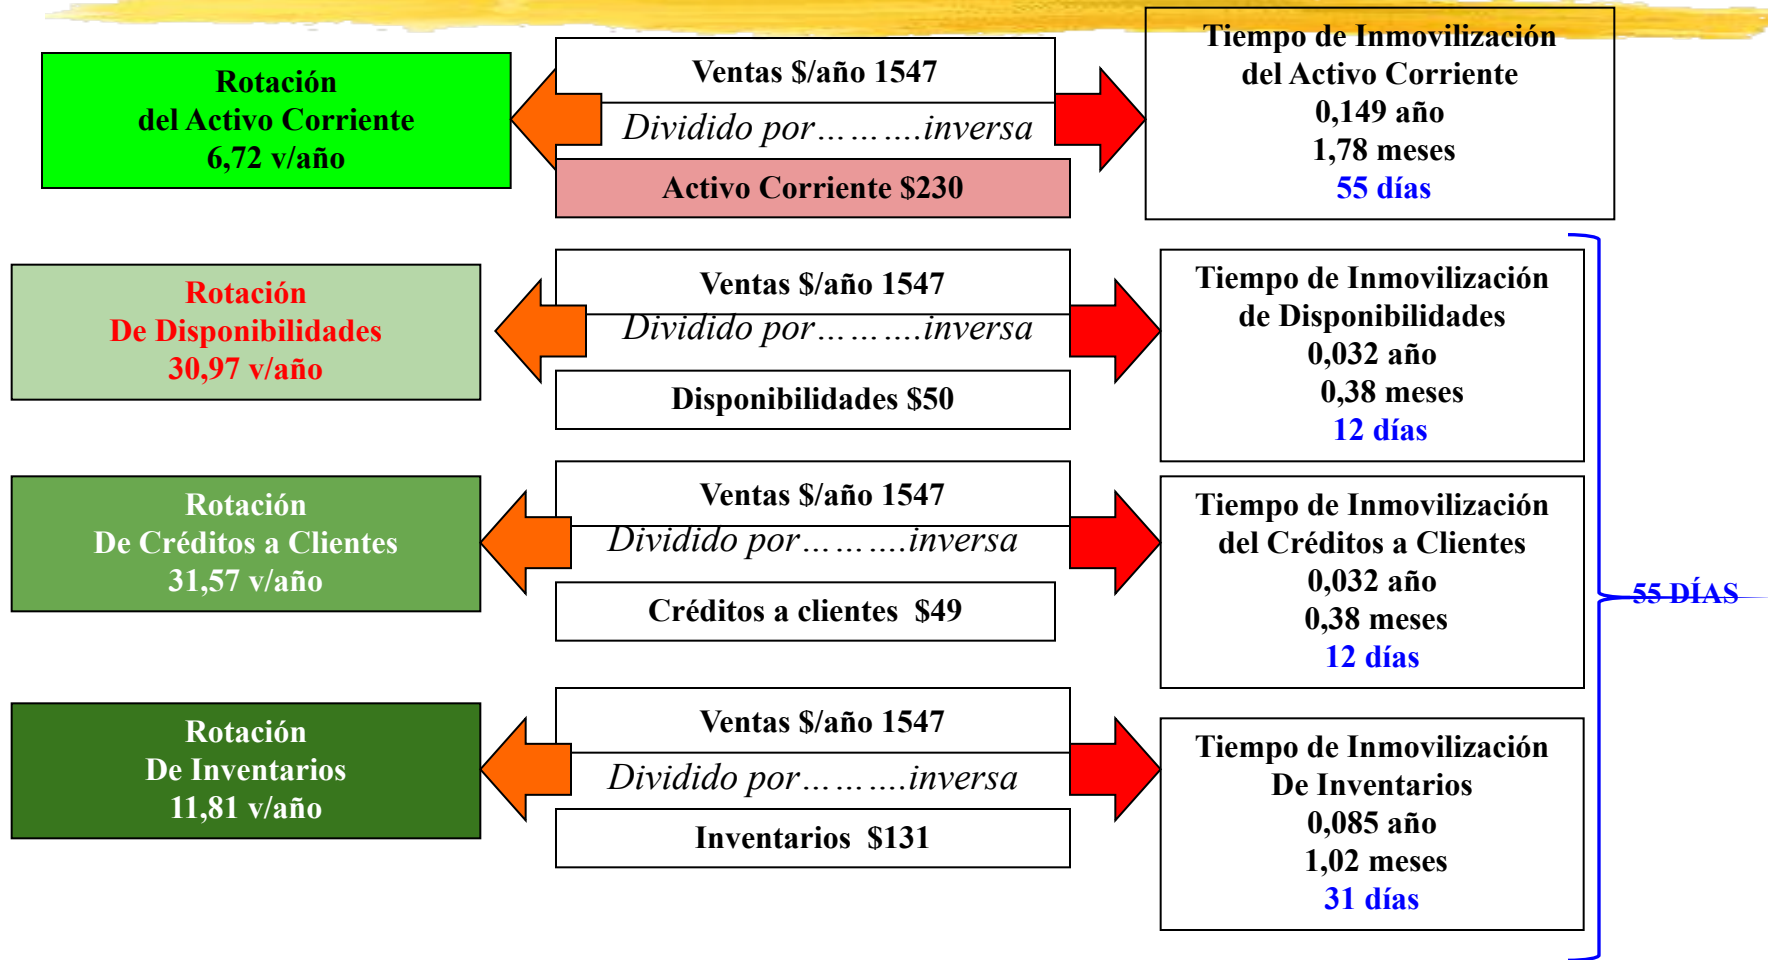 Rotación
del Activo Corriente
6,72 v/año
Ventas $/año 1547
Dividido por……….inversa
Activo Corriente $230
Tiempo de Inmovilización
del Activo Corriente
0,149 año
1,78 meses
55 días
Rotación
De Disponibilidades
30,97 v/año
Ventas $/año 1547
Dividido por……….inversa
Disponibilidades $50
Tiempo de Inmovilización
de Disponibilidades
0,032 año
0,38 meses
12 días
Rotación
De Créditos a Clientes
31,57 v/año
Ventas $/año 1547
Dividido por……….inversa
Créditos a clientes $49
Tiempo de Inmovilización
del Créditos a Clientes
0,032 año
0,38 meses
12 días
55 DÍAS
Rotación
De Inventarios
11,81 v/año
Ventas $/año 1547
Dividido por……….inversa
Inventarios $131
Tiempo de Inmovilización
De Inventarios
0,085 año
1,02 meses
31 días